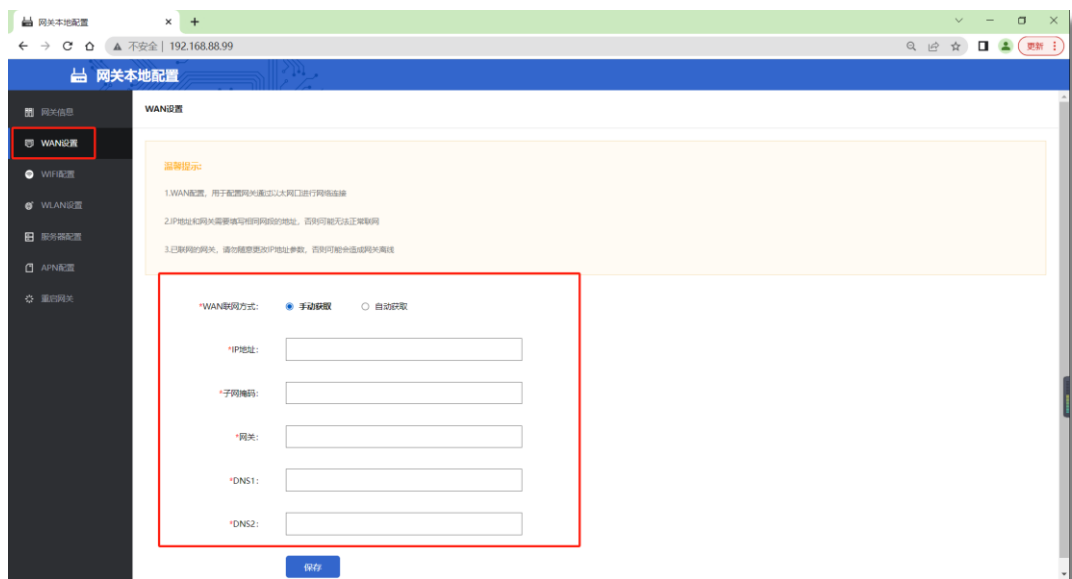 网关本地配置
不安全 | 192.168.88.99
更新
网关本地配置
网关信息
WAN设置
WIFI配置
WLAN设置
服务器配置
APN配置
重启网关
WAN设置
温馨提示:
1.WAN配置，用于配置网关通过以太网口进行网络连接
2.IP地址和网关需要填写相同网段的地址，否则可能无法正常联网
3.已联网的网关，请勿随意更改IP地址参数，否则可能会造成网关离线
*WAN联网方式: 手动获取 自动获取
*IP地址:
*子网掩码:
*网关:
*DNS1:
*DNS2:
保存